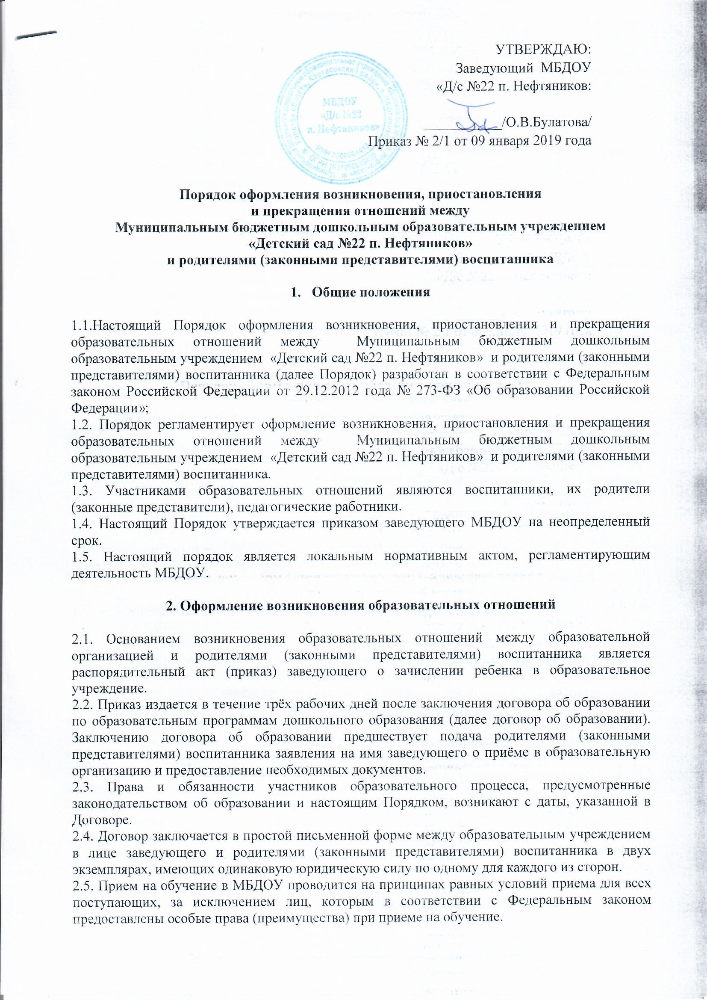 УТВЕРЖДАЮ:
Заведующий МБДОУ
«Д/с №22 п. Нефтяников:
МБДОУ
«Д/с №22
п. Нефтяников»
____________/О.В.Булатова/
Приказ № 2/1 от 09 января 2019 года
Порядок оформления возникновения, приостановления
и прекращения отношений между
Муниципальным бюджетным дошкольным образовательным учреждением
«Детский сад №22 п. Нефтяников»
и родителями (законными представителями) воспитанника
1. Общие положения
1.1.Настоящий Порядок оформления возникновения, приостановления и прекращения
образовательных отношений между Муниципальным бюджетным дошкольным
образовательным учреждением «Детский сад №22 п. Нефтяников» и родителями (законными
представителями) воспитанника (далее Порядок) разработан в соответствии с Федеральным
законом Российской Федерации от 29.12.2012 года № 273-ФЗ «Об образовании Российской
Федерации»;
1.2. Порядок регламентирует оформление возникновения, приостановления и прекращения
образовательных отношений между Муниципальным бюджетным дошкольным
образовательным учреждением «Детский сад №22 п. Нефтяников» и родителями (законными
представителями) воспитанника.
1.3. Участниками образовательных отношений являются воспитанники, их родители
(законные представители), педагогические работники.
1.4. Настоящий Порядок утверждается приказом заведующего МБДОУ на неопределенный
срок.
1.5. Настоящий порядок является локальным нормативным актом, регламентирующим
деятельность МБДОУ.
2. Оформление возникновения образовательных отношений
2.1. Основанием возникновения образовательных отношений между образовательной
организацией и родителями (законными представителями) воспитанника является
распорядительный акт (приказ) заведующего о зачислении ребенка в образовательное
учреждение.
2.2. Приказ издается в течение трёх рабочих дней после заключения договора об образовании
по образовательным программам дошкольного образования (далее договор об образовании).
Заключению договора об образовании предшествует подача родителями (законными
представителями) воспитанника заявления на имя заведующего о приёме в образовательную
организацию и предоставление необходимых документов.
2.3. Права и обязанности участников образовательного процесса, предусмотренные
законодательством об образовании и настоящим Порядком, возникают с даты, указанной в
Договоре.
2.4. Договор заключается в простой письменной форме между образовательным учреждением
в лице заведующего и родителями (законными представителями) воспитанника в двух
экземплярах, имеющих одинаковую юридическую силу по одному для каждого из сторон.
2.5. Прием на обучение в МБДОУ проводится на принципах равных условий приема для всех
поступающих, за исключением лиц, которым в соответствии с Федеральным законом
предоставлены особые права (преимущества) при приеме на обучение.